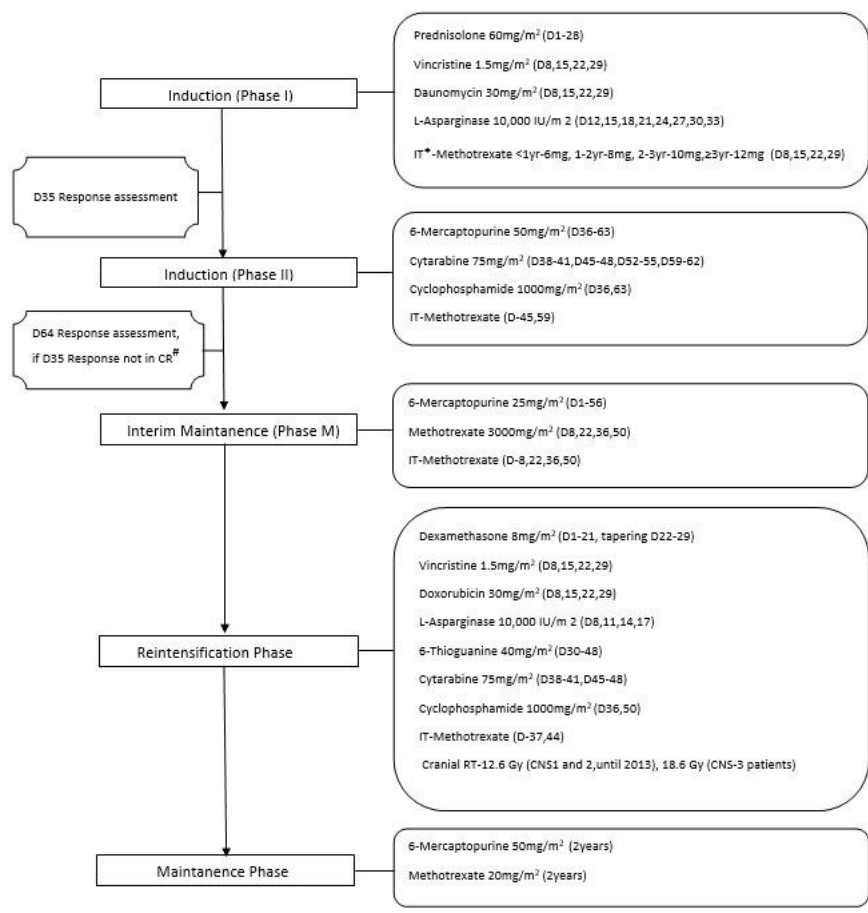 Prednisolone 60mg/m² (D1-28)
Vincristine 1.5mg/m² (D8,15,22,29)
Induction (Phase I)
Daunomycin 30mg/m² (D8,15,22,29)
L-Asparginase 10,000 IU/m 2 (D12,15,18,21,24,27,30,33)
IT*-Methotrexate <1yr-6mg, 1-2yr-8mg, 2-3yr-10mg,≥3yr-12mg (D8,15,22,29)
D35 Response assessment
6-Mercaptopurine 50mg/m² (D36-63)
Induction (Phase II)
Cytarabine 75mg/m² (D38-41,D45-48,D52-55,D59-62)
Cyclophosphamide 1000mg/m² (D36,63)
IT-Methotrexate (D-45,59)
D64 Response assessment,
if D35 Response not in CR#
6-Mercaptopurine 25mg/m² (D1-56)
Interim Maintanence (Phase M)
Methotrexate 3000mg/m² (D8,22,36,50)
IT-Methotrexate (D-8,22,36,50)
Dexamethasone 8mg/m² (D1-21, tapering D22-29)
Vincristine 1.5mg/m² (D8,15,22,29)
Doxorubicin 30mg/m² (D8,15,22,29)
L-Asparginase 10,000 IU/m 2 (D8,11,14,17)
Reintensification Phase
6-Thioguanine 40mg/m² (D30-48)
Cytarabine 75mg/m² (D38-41,D45-48)
Cyclophosphamide 1000mg/m² (D36,50)
IT-Methotrexate (D-37,44)
Cranial RT-12.6 Gy (CNS1 and 2,until 2013), 18.6 Gy (CNS-3 patients)
6-Mercaptopurine 50mg/m² (2years)
Maintanence Phase
Methotrexate 20mg/m² (2years)